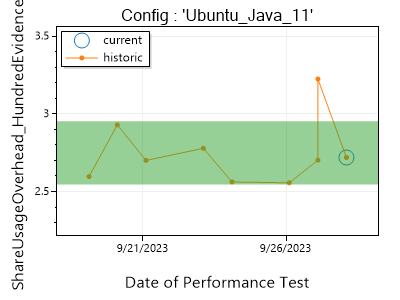 Config : 'Ubuntu_Java_11'
ShareUsageOverhead_HundredEvidence
current
historic
3.5
3
2.5
9/21/2023
9/26/2023
Date of Performance Test